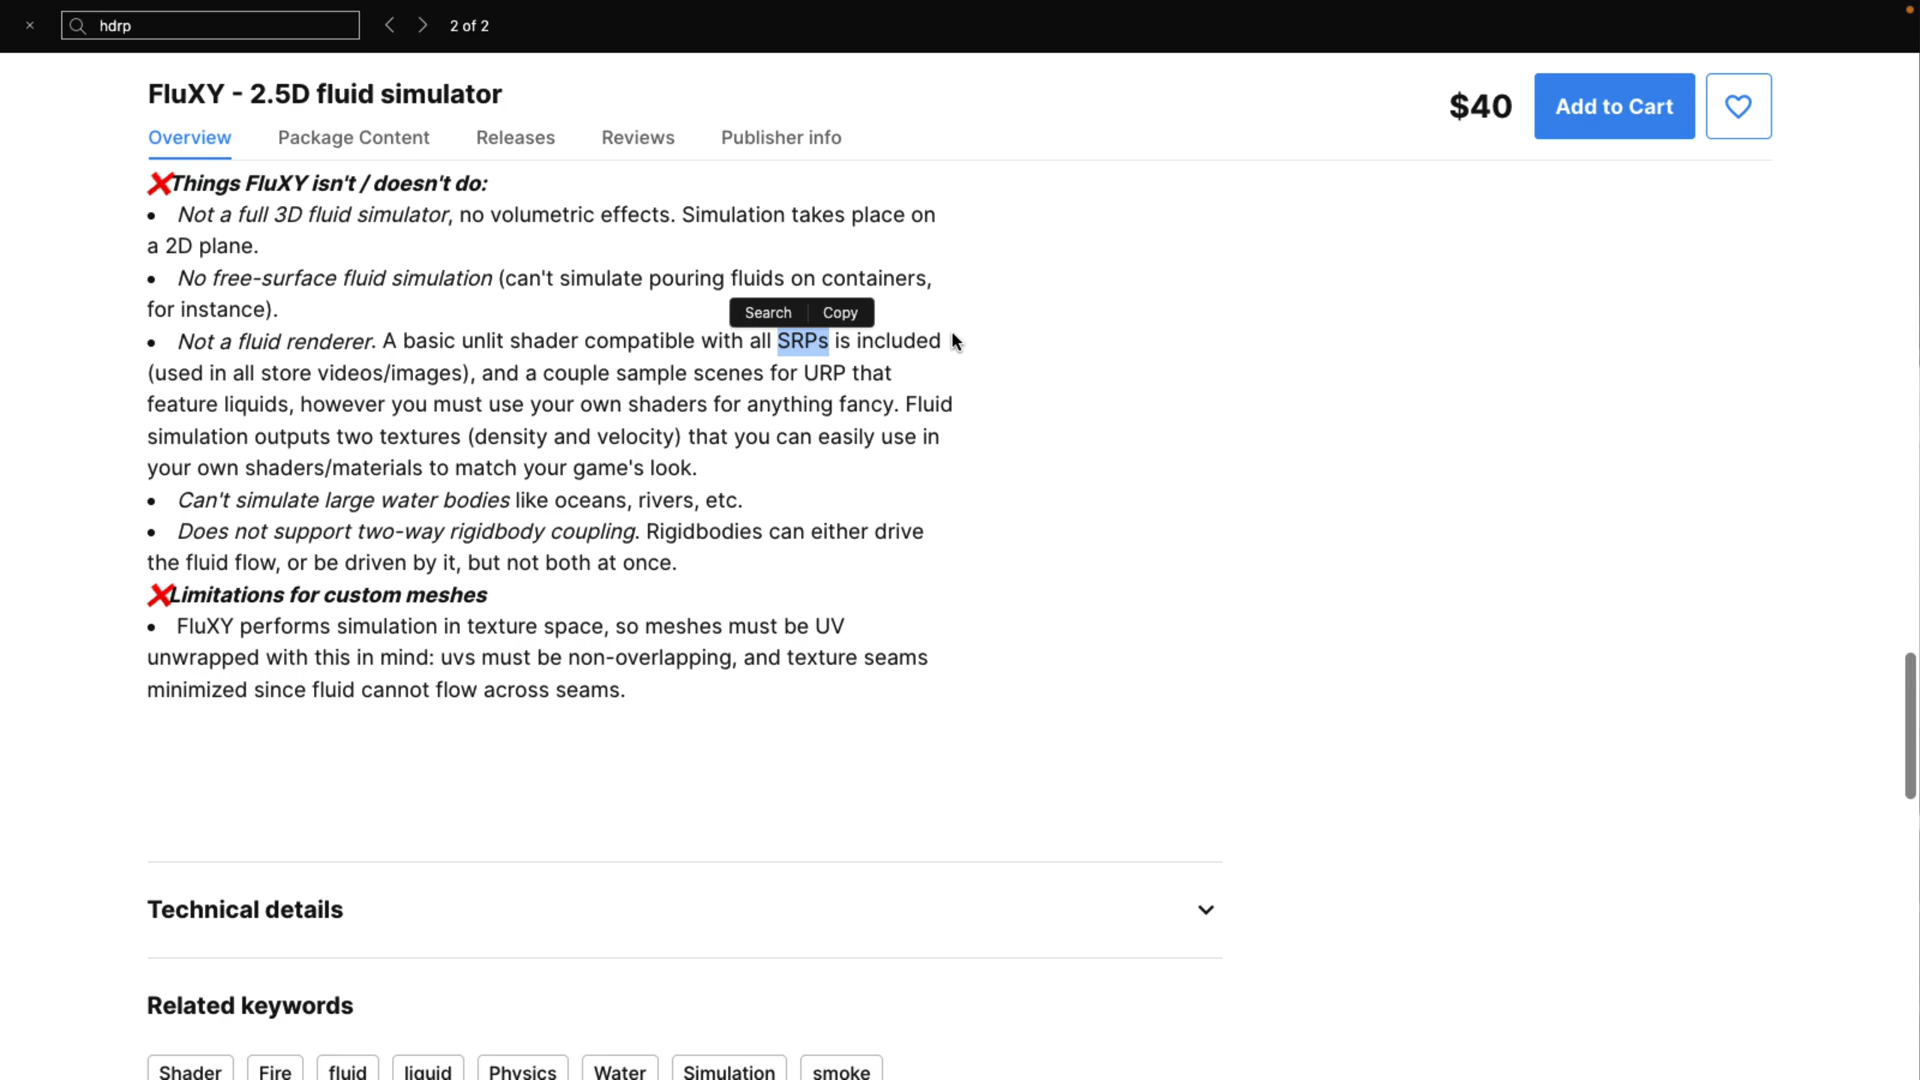 hdrp
2 of 2
FluXY - 2.5D fluid simulator
$40
Add to Cart
Overview
Package Content
Releases
Reviews
Publisher info
❌Things FluXY isn't / doesn't do:
• Not a full 3D fluid simulator, no volumetric effects. Simulation takes place on
a 2D plane.
• No free-surface fluid simulation (can't simulate pouring fluids on containers,
for instance).
Search
Copy
• Not a fluid renderer. A basic unlit shader compatible with all SRPs is included
(used in all store videos/images), and a couple sample scenes for URP that
feature liquids, however you must use your own shaders for anything fancy. Fluid
simulation outputs two textures (density and velocity) that you can easily use in
your own shaders/materials to match your game's look.
• Can't simulate large water bodies like oceans, rivers, etc.
• Does not support two-way rigidbody coupling. Rigidbodies can either drive
the fluid flow, or be driven by it, but not both at once.
❌Limitations for custom meshes
• FluXY performs simulation in texture space, so meshes must be UV
unwrapped with this in mind: uvs must be non-overlapping, and texture seams
minimized since fluid cannot flow across seams.
Technical details
Related keywords
Shader
Fire
fluid
liquid
Physics
Water
Simulation
smoke